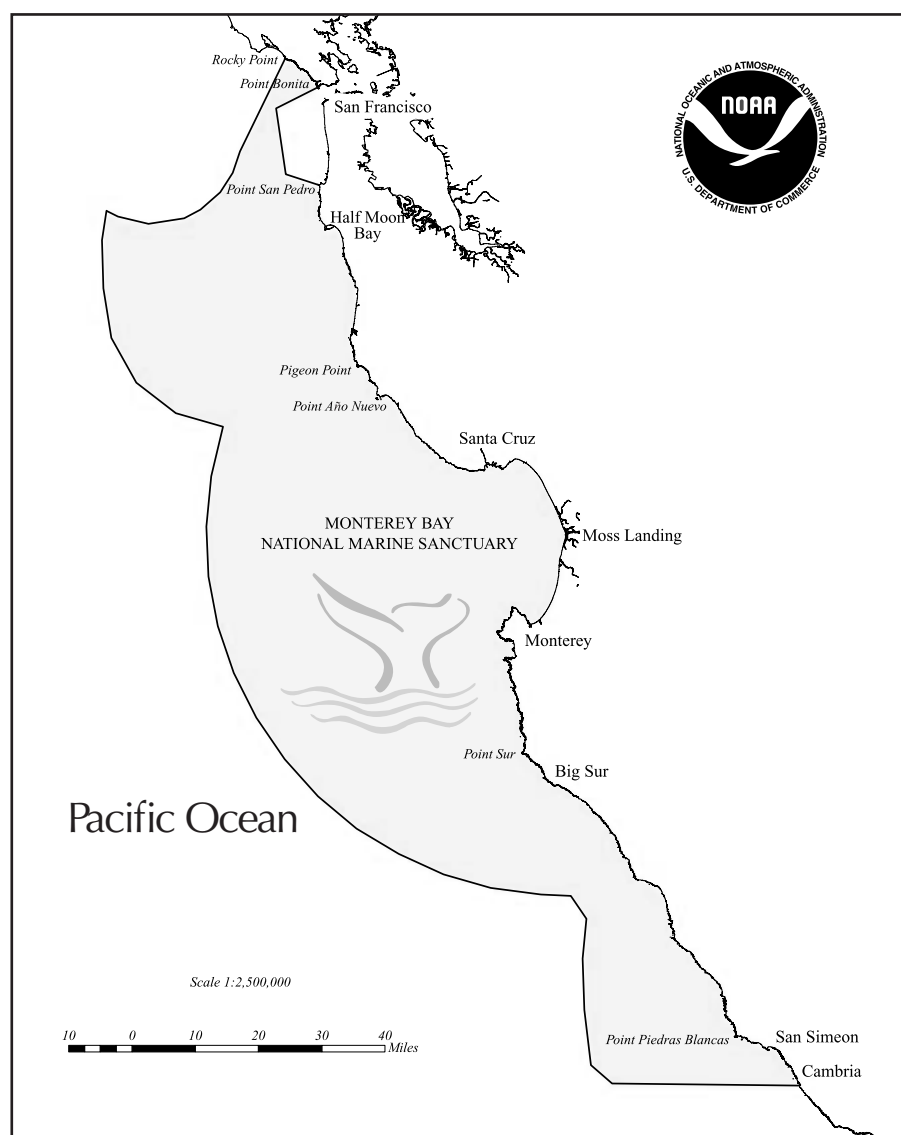 Rocky Point
Point Bonita
San Francisco
NATIONAL OCEANIC AND ATMOSPHERIC ADMINISTRATION
NOAA
U.S. DEPARTMENT OF COMMERCE
Point San Pedro
Half Moon
Bay
Pigeon Point
Point Año Nuevo
Santa Cruz
MONTEREY BAY
NATIONAL MARINE SANCTUARY
Moss Landing
Monterey
Point Sur
Big Sur
Pacific Ocean
Scale 1:2,500,000
10 0 10 20 30 40
Miles
Point Piedras Blancas
San Simeon
Cambria